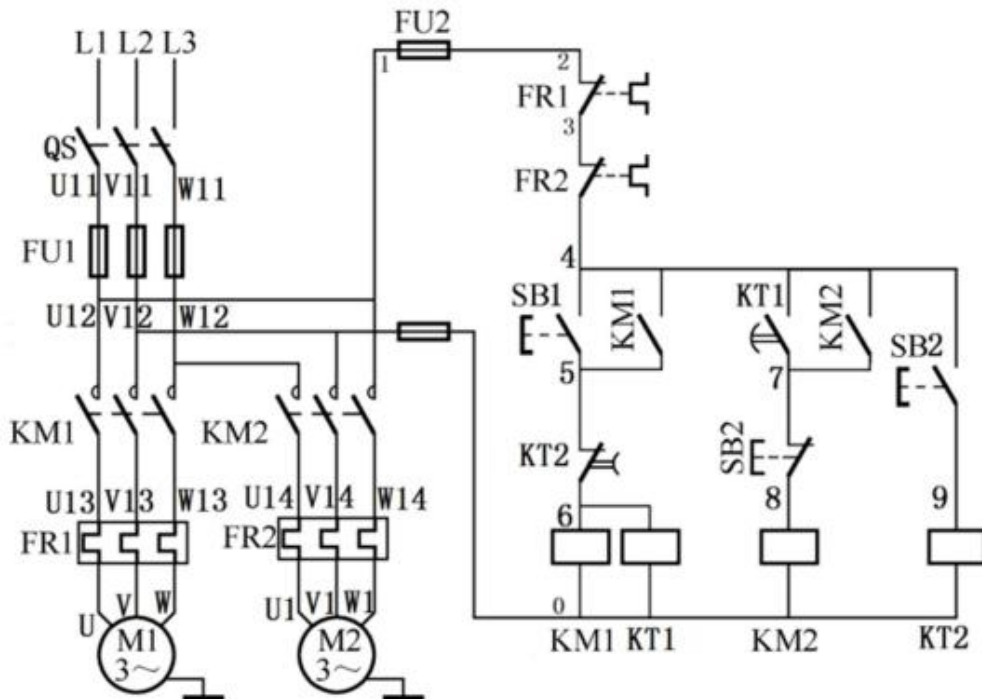 FU2
L1 L2 L3
1
2
FR1
3
QS
FR2
U11 V11 W11
FU1
4
U12 V12 W12
SB1
KM1
KT1
KM2
SB2
5
7
KM1
KM2
KT2
SB2
U13 V13 W13
U14 V14 W14
6
8
9
FR1
FR2
U V W
U1 V1 W1
0
M1
3~
M2
3~
KM1
KT1
KM2
KT2